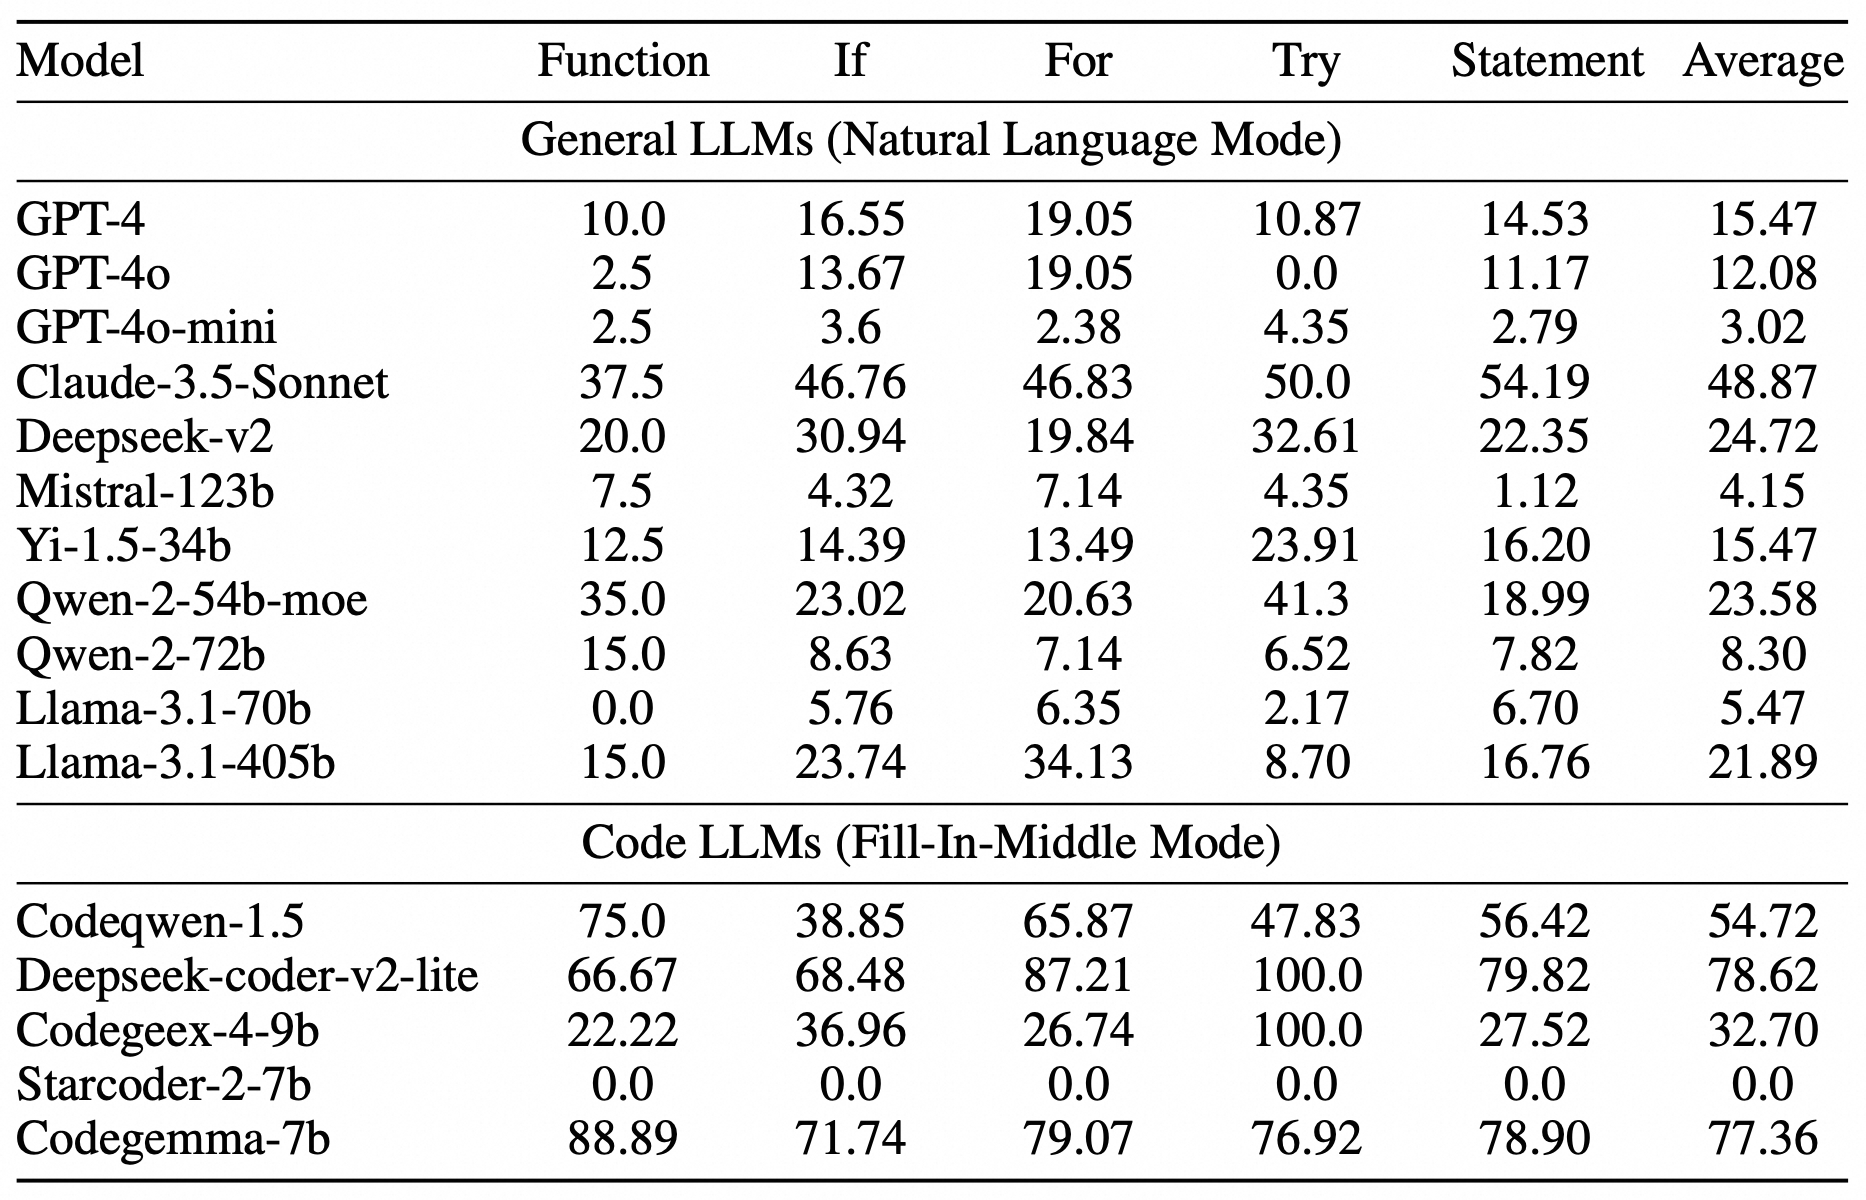 Model Function If For Try Statement Average
General LLMs (Natural Language Mode)
GPT-4 10.0 16.55 19.05 10.87 14.53 15.47
GPT-4o 2.5 13.67 19.05 0.0 11.17 12.08
GPT-4o-mini 2.5 3.6 2.38 4.35 2.79 3.02
Claude-3.5-Sonnet 37.5 46.76 46.83 50.0 54.19 48.87
Deepseek-v2 20.0 30.94 19.84 32.61 22.35 24.72
Mistral-123b 7.5 4.32 7.14 4.35 1.12 4.15
Yi-1.5-34b 12.5 14.39 13.49 23.91 16.20 15.47
Qwen-2-54b-moe 35.0 23.02 20.63 41.3 18.99 23.58
Qwen-2-72b 15.0 8.63 7.14 6.52 7.82 8.30
Llama-3.1-70b 0.0 5.76 6.35 2.17 6.70 5.47
Llama-3.1-405b 15.0 23.74 34.13 8.70 16.76 21.89
Code LLMs (Fill-In-Middle Mode)
Codeqwen-1.5 75.0 38.85 65.87 47.83 56.42 54.72
Deepseek-coder-v2-lite 66.67 68.48 87.21 100.0 79.82 78.62
Codegeex-4-9b 22.22 36.96 26.74 100.0 27.52 32.70
Starcoder-2-7b 0.0 0.0 0.0 0.0 0.0 0.0
Codegemma-7b 88.89 71.74 79.07 76.92 78.90 77.36